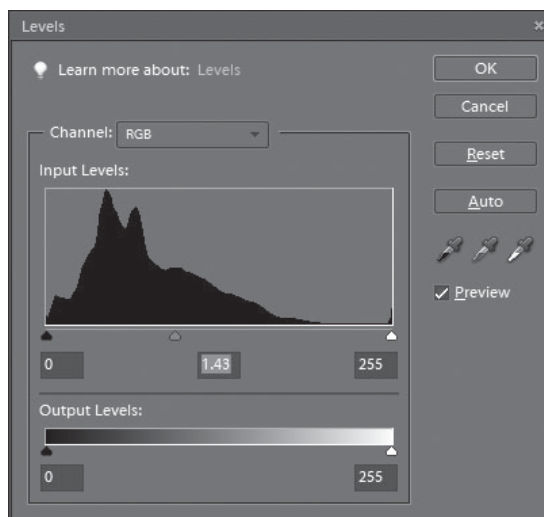 Levels
Learn more about: Levels
OK
Cancel
Channel: RGB
Reset
Input Levels:
Auto
Preview
0 1.43 255
Output Levels:
0 255